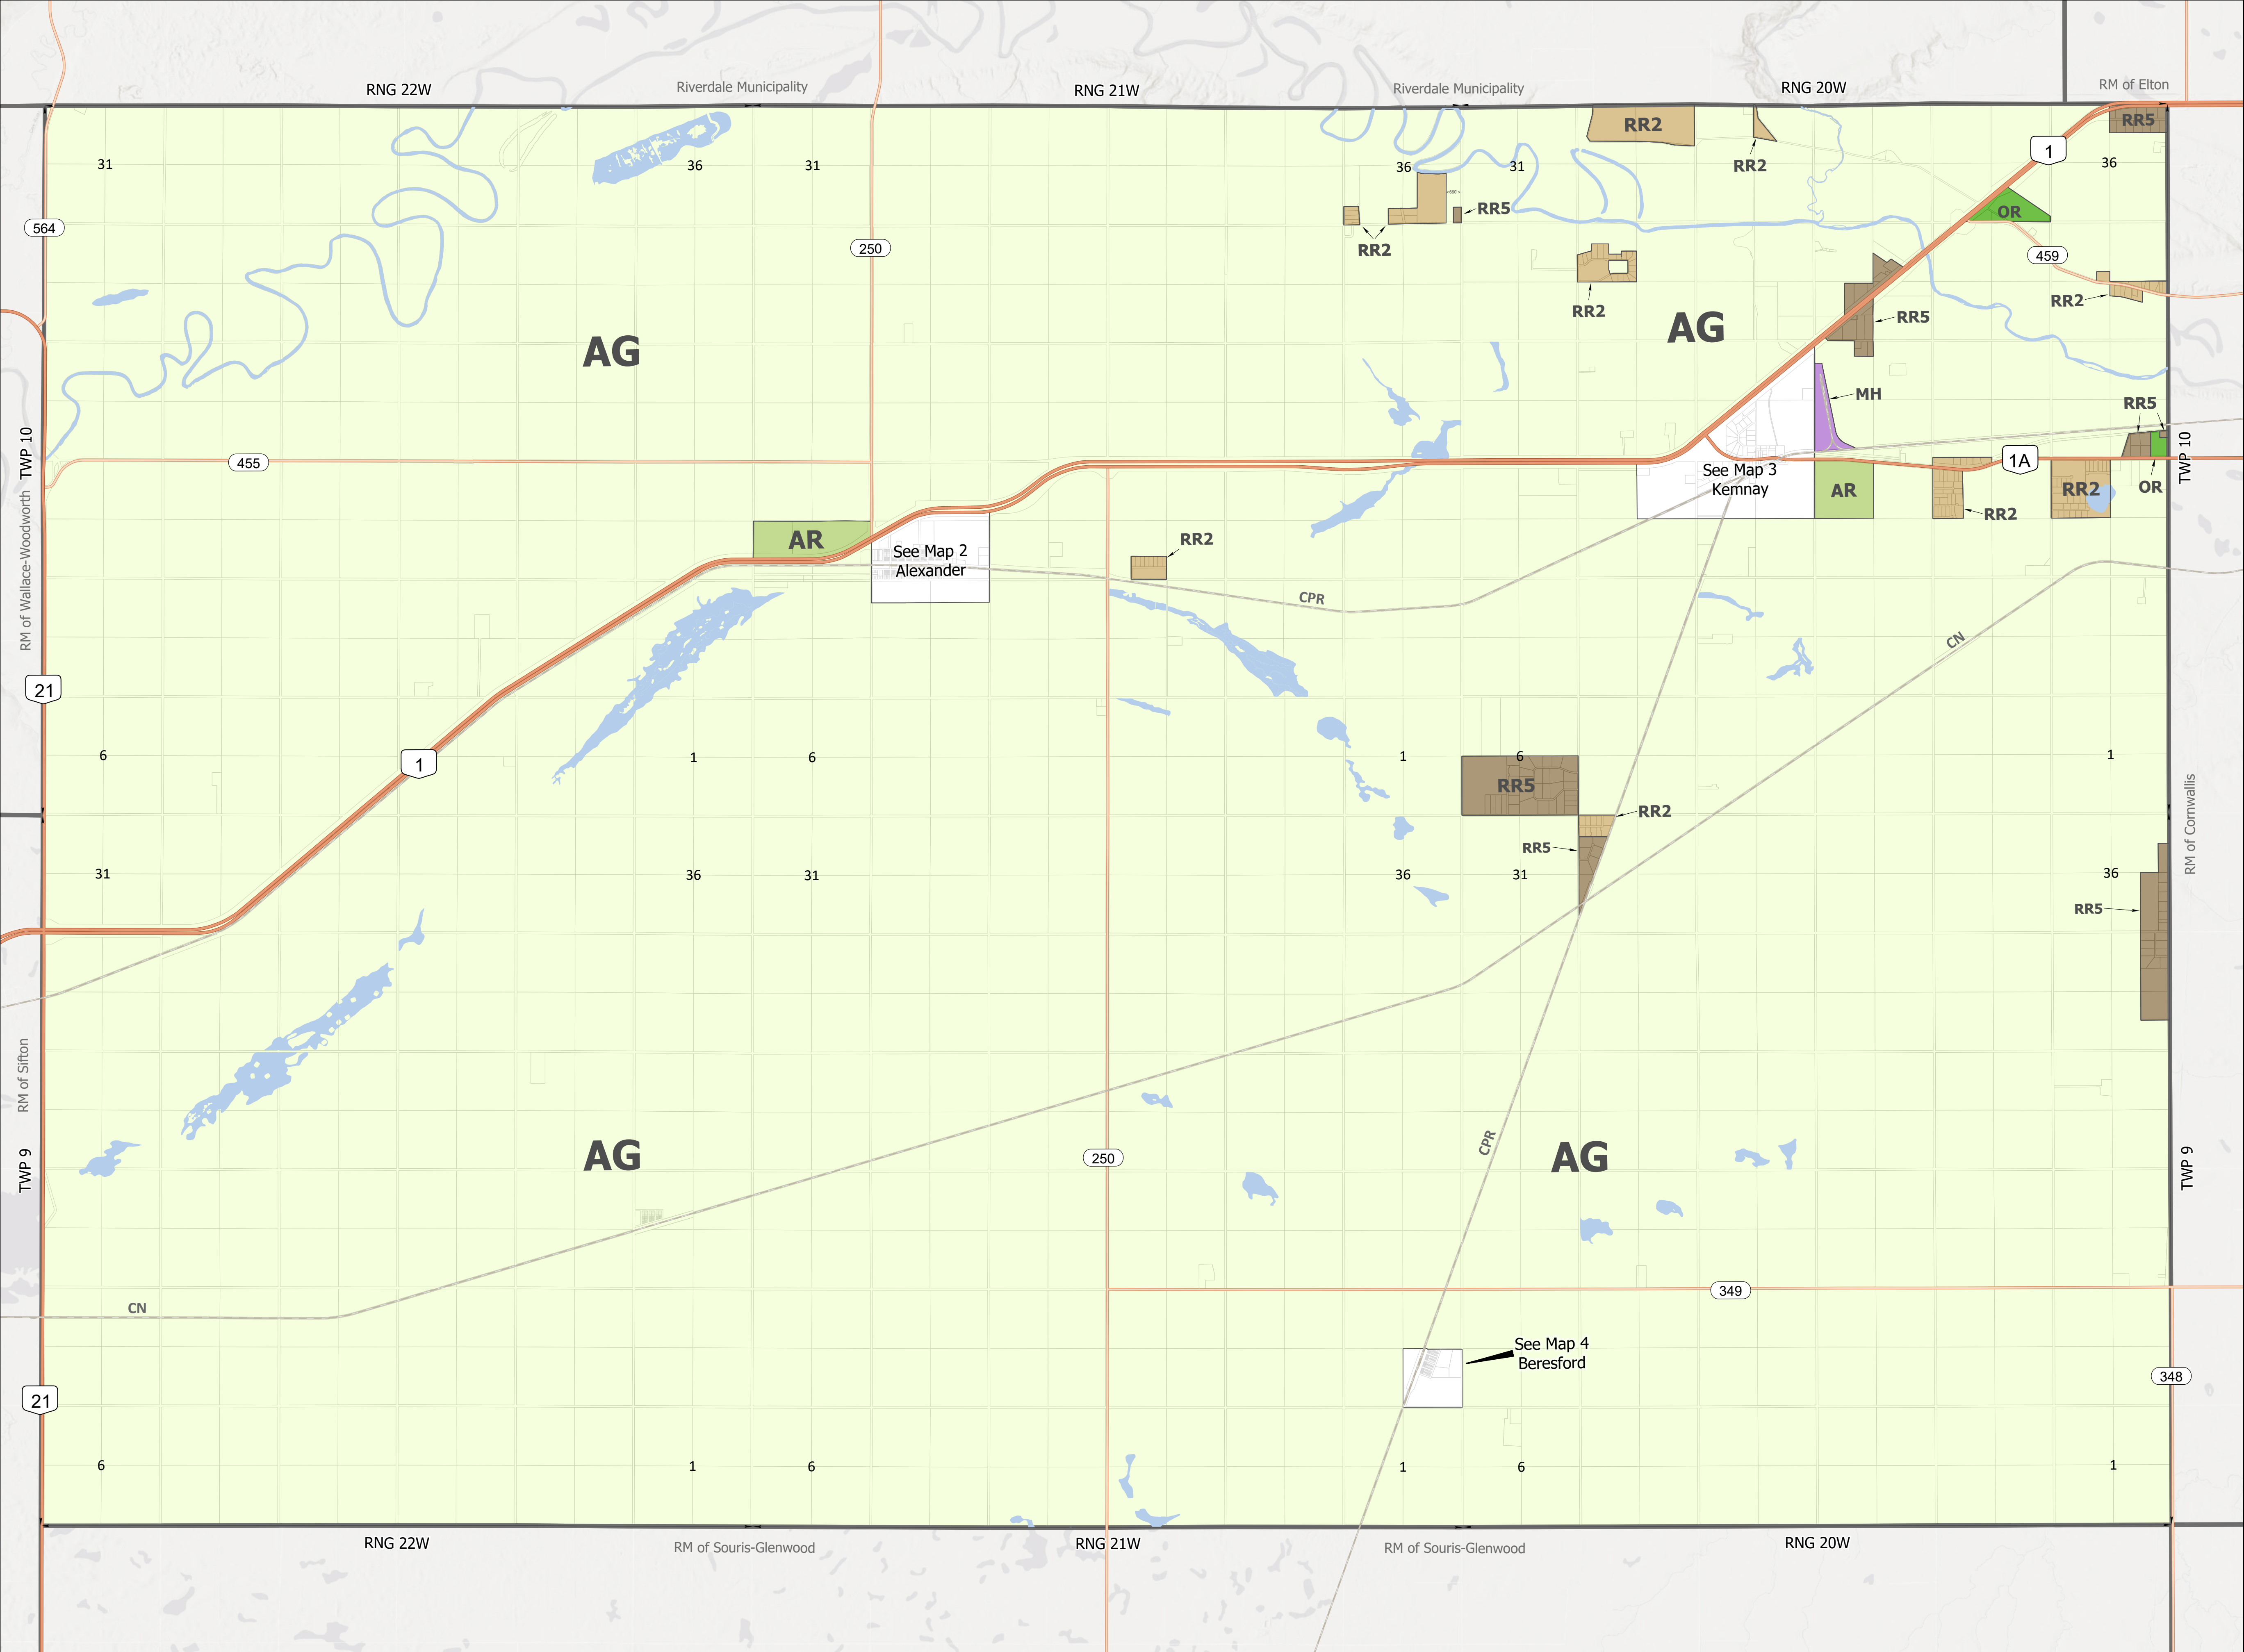 RNG 22W
Riverdale Municipality
RNG 21W
Riverdale Municipality
RNG 20W
RM of Elton
RR2
RR5
1
31
36
31
36
31
RR2
36
RR5
OR
564
250
RR2
459
RR2
RR2
RR5
AG
AG
MH
RR5
TWP 10
455
1A
TWP 10
See Map 3
Kemnay
AR
RR2
OR
RR2
AR
RR2
See Map 2
Alexander
RM of Wallace-Woodworth
CPR
CN
21
6
1
1
6
1
6
1
RR5
RR2
RM of Cornwallis
RR5
31
36
31
36
31
36
RR5
RM of Sifton
TWP 9
AG
250
CPR
AG
TWP 9
CN
349
See Map 4
Beresford
348
21
6
1
6
1
6
1
RNG 22W
RM of Souris-Glenwood
RNG 21W
RM of Souris-Glenwood
RNG 20W